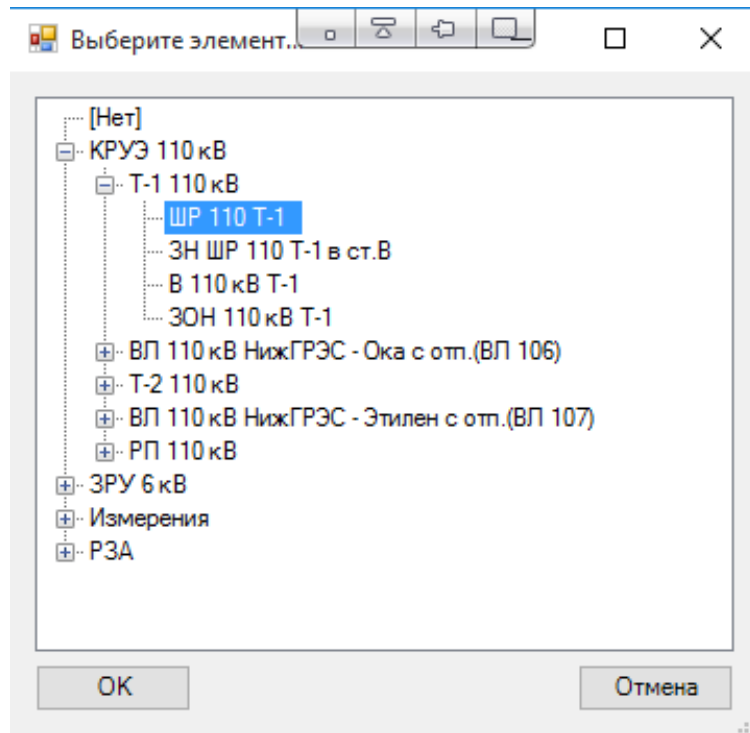 Выберите элемент...
[Нет]
КРУЭ 110 кВ
Т-1 110 кВ
ШР 110 Т-1
ЗН ШР 110 Т-1 в ст.В
В 110 кВ Т-1
ЗОН 110 кВ Т-1
ВЛ 110 кВ НижГРЭС - Ока с отп.(ВЛ 106)
Т-2 110 кВ
ВЛ 110 кВ НижГРЭС - Этилен с отп.(ВЛ 107)
РП 110 кВ
ЗРУ 6 кВ
Измерения
РЗА
OK
Отмена